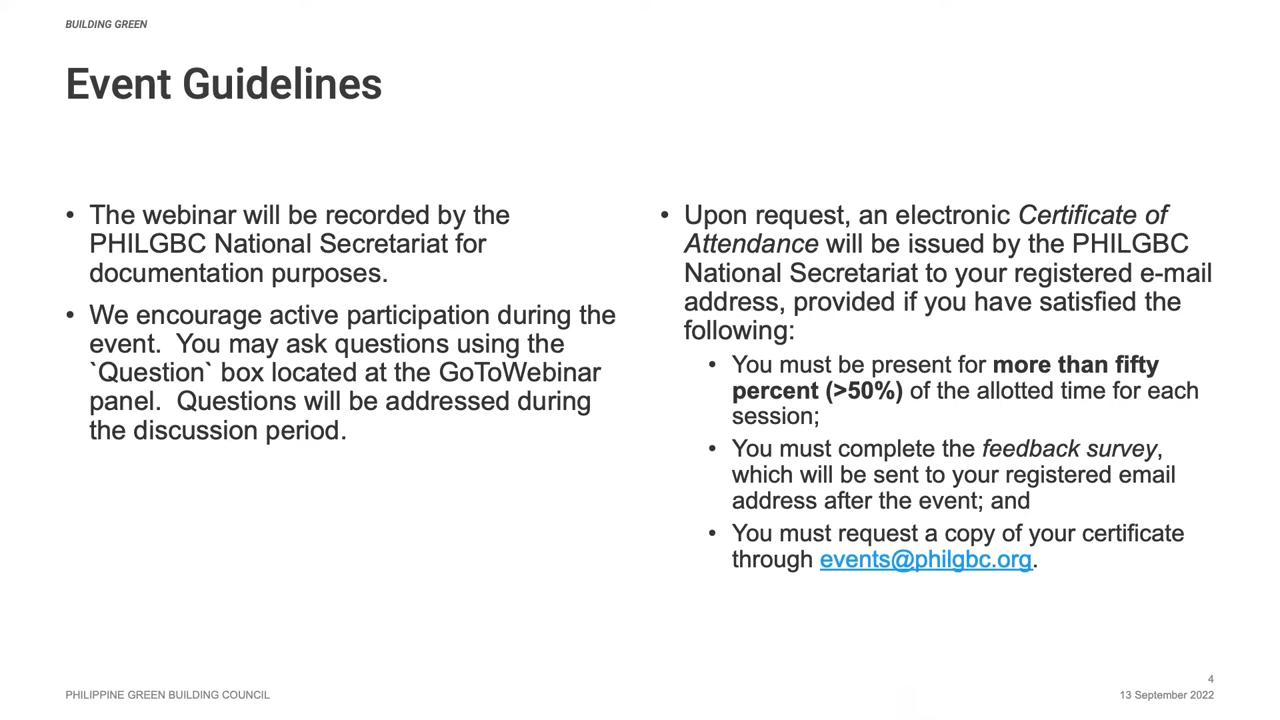 BUILDING GREEN
Event Guidelines
• The webinar will be recorded by the
PHILGBC National Secretariat for
documentation purposes.
• We encourage active participation during the
event.  You may ask questions using the
`Question` box located at the GoToWebinar
panel.  Questions will be addressed during
the discussion period.
• Upon request, an electronic Certificate of
Attendance will be issued by the PHILGBC
National Secretariat to your registered e-mail
address, provided if you have satisfied the
following:
• You must be present for more than fifty
percent (>50%) of the allotted time for each
session;
• You must complete the feedback survey,
which will be sent to your registered email
address after the event; and
• You must request a copy of your certificate
through events@philgbc.org.
PHILIPPINE GREEN BUILDING COUNCIL
4
13 September 2022